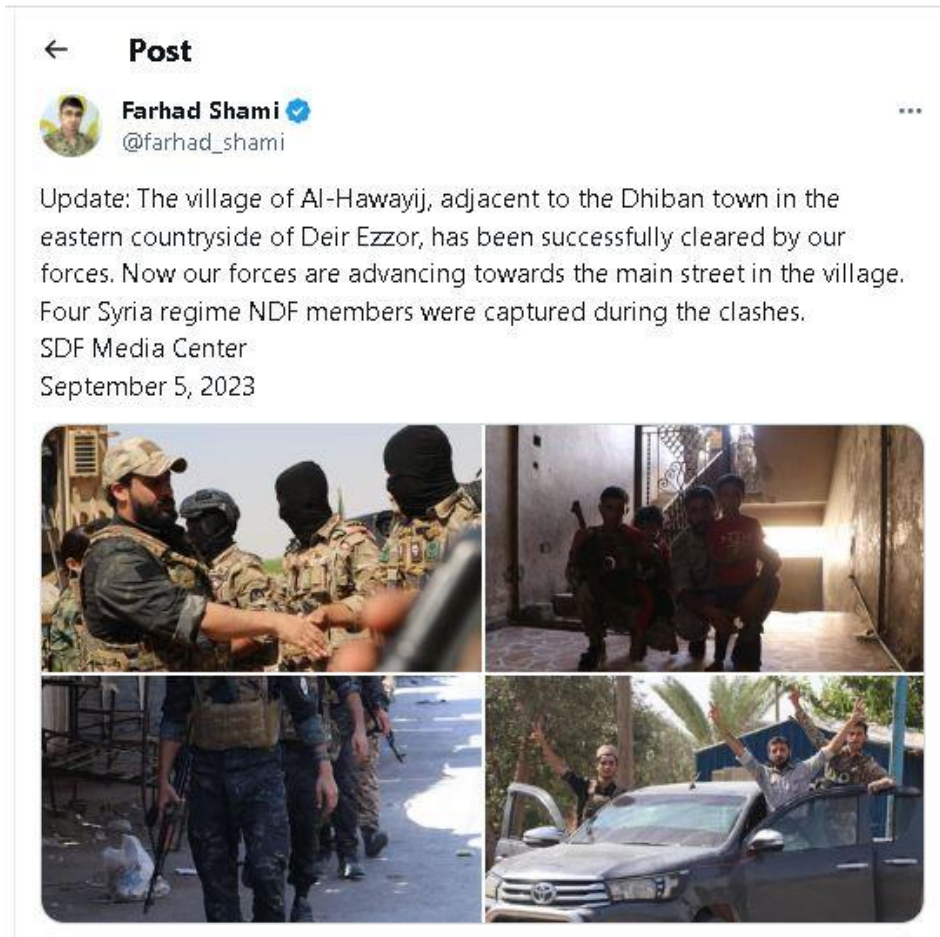 Post
Farhad Shami
@farhad_shami
Update: The village of Al-Hawayij, adjacent to the Dhiban town in the
eastern countryside of Deir Ezzor, has been successfully cleared by our
forces. Now our forces are advancing towards the main street in the village.
Four Syria regime NDF members were captured during the clashes.
SDF Media Center
September 5, 2023